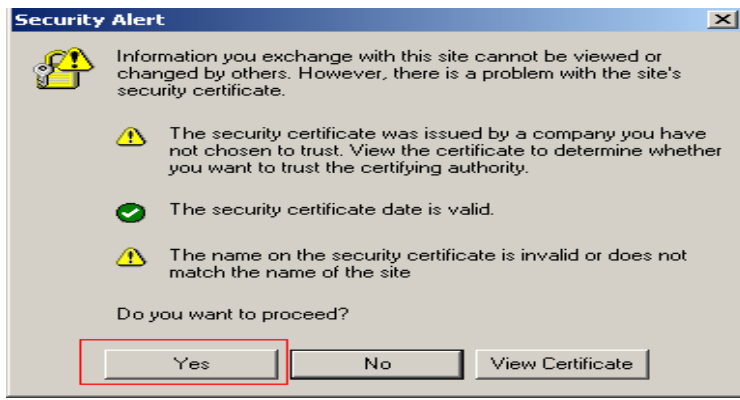 Security Alert
Information you exchange with this site cannot be viewed or
changed by others. However, there is a problem with the site's
security certificate.
The security certificate was issued by a company you have
not chosen to trust. View the certificate to determine whether
you want to trust the certifying authority.
The security certificate date is valid.
The name on the security certificate is invalid or does not
match the name of the site
Do you want to proceed?
Yes No View Certificate